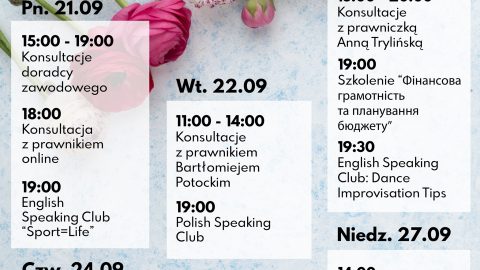 Pn. 21.09
15:00 - 19:00
Konsultacje
doradcy
zawodowego
18:00
Konsultacja
z prawnikiem
online
19:00
English
Speaking Club
"Sport=Life"
Wt. 22.09
11:00 - 14:00
Konsultacje
z prawnikiem
Bartłomiejem
Potockim
19:00
Polish Speaking
Club
Konsultacje
z prawniczką
Anną Trylińską
19:00
Szkolenie "Фінансова
грамотність
та планування
бюджету"
19:30
English Speaking
Club: Dance
Improvisation Tips
Niedz. 27.09
Czw. 24.09